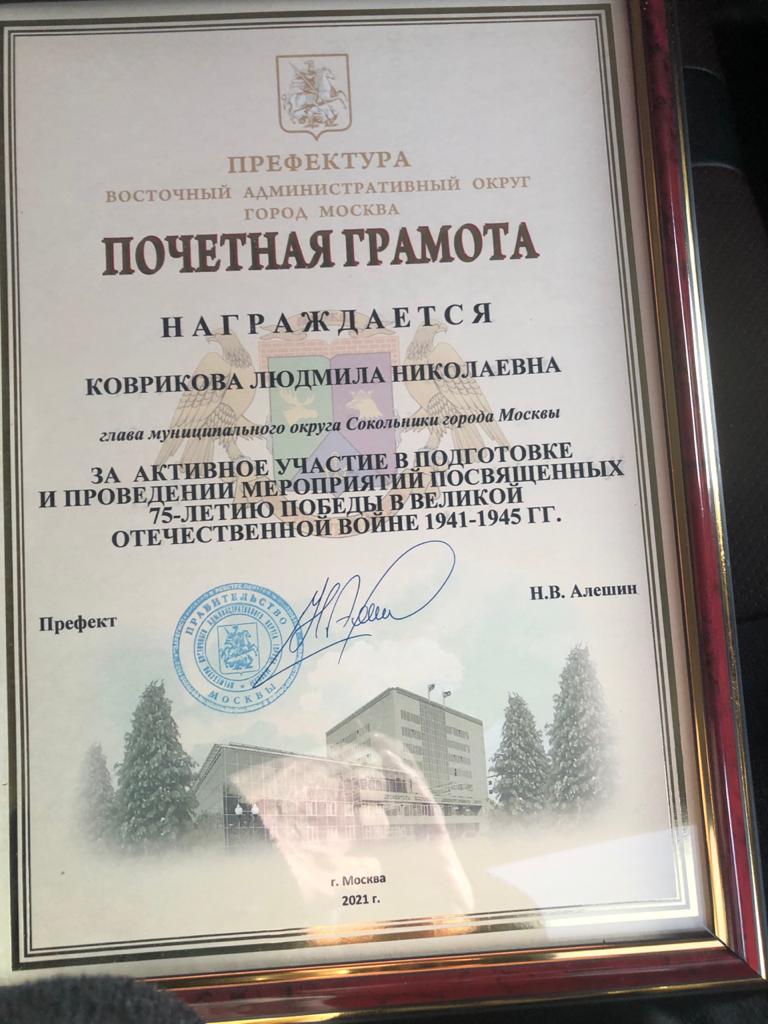 ПРЕФЕКТУРА
ВОСТОЧНЫЙ АДМИНИСТРАТИВНЫЙ ОКРУГ
ГОРОД МОСКВА
ПОЧЕТНАЯ ГРАМОТА
НАГРАЖДАЕТСЯ
КОВРИКОВА ЛЮДМИЛА НИКОЛАЕВНА
глава муниципального округа Сокольники города Москвы
ЗА АКТИВНОЕ УЧАСТИЕ В ПОДГОТОВКЕ
И ПРОВЕДЕНИИ МЕРОПРИЯТИЙ ПОСВЯЩЕННЫХ
75-ЛЕТИЮ ПОБЕДЫ В ВЕЛИКОЙ
ОТЕЧЕСТВЕННОЙ ВОЙНЕ 1941-1945 ГГ.
Префект
ПРАВИТЕЛЬСТВО
МОСКВЫ
Н.В. Алешин
г. Москва
2021 г.